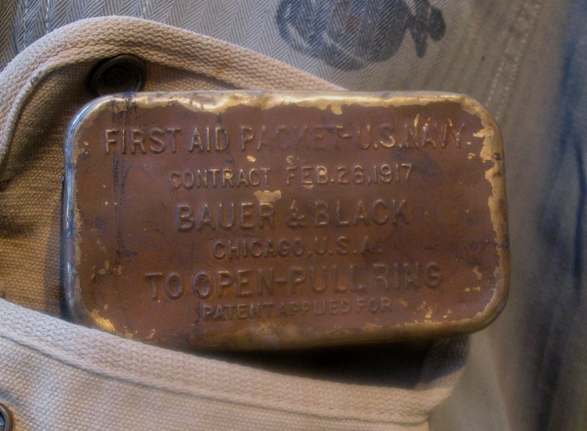 FIRST AID PACKET-U.S.NAVY.
CONTRACT FEB.26,1917
BAUER & BLACK
CHICAGO, U.S.A.
TO OPEN-PULL RING
PATENT APPLIED FOR